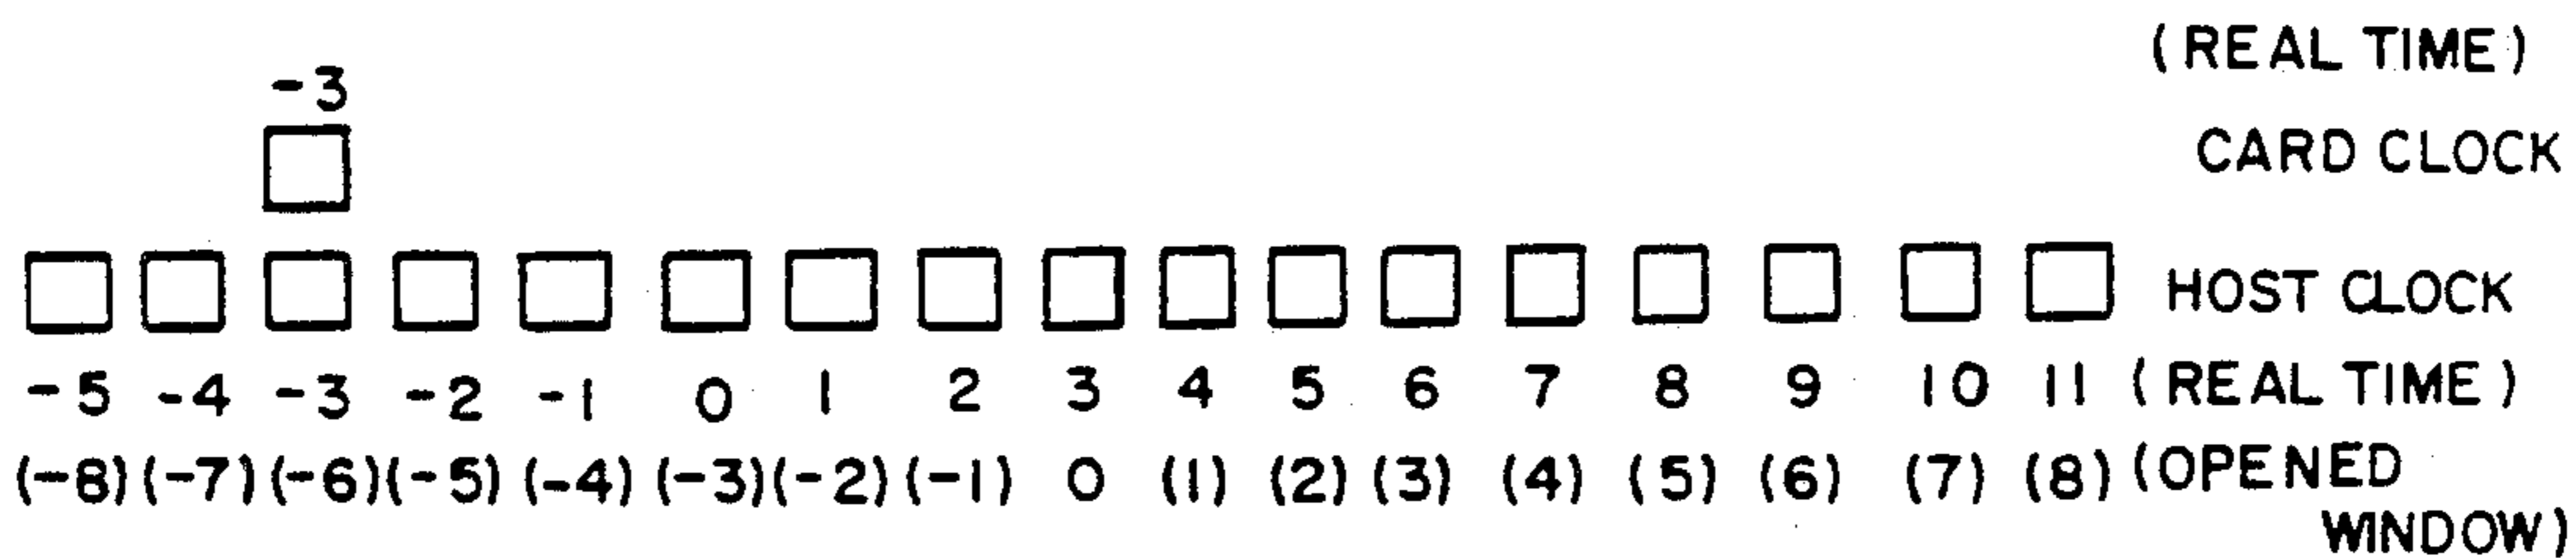 (REAL TIME)
-3
CARD CLOCK
HOST CLOCK
-5 -4 -3 -2 -1 0 1 2 3 4 5 6 7 8 9 10 11 (REAL TIME)
(-8) (-7) (-6) (-5) (-4) (-3) (-2) (-1) 0 (1) (2) (3) (4) (5) (6) (7) (8) (OPENED
WINDOW)